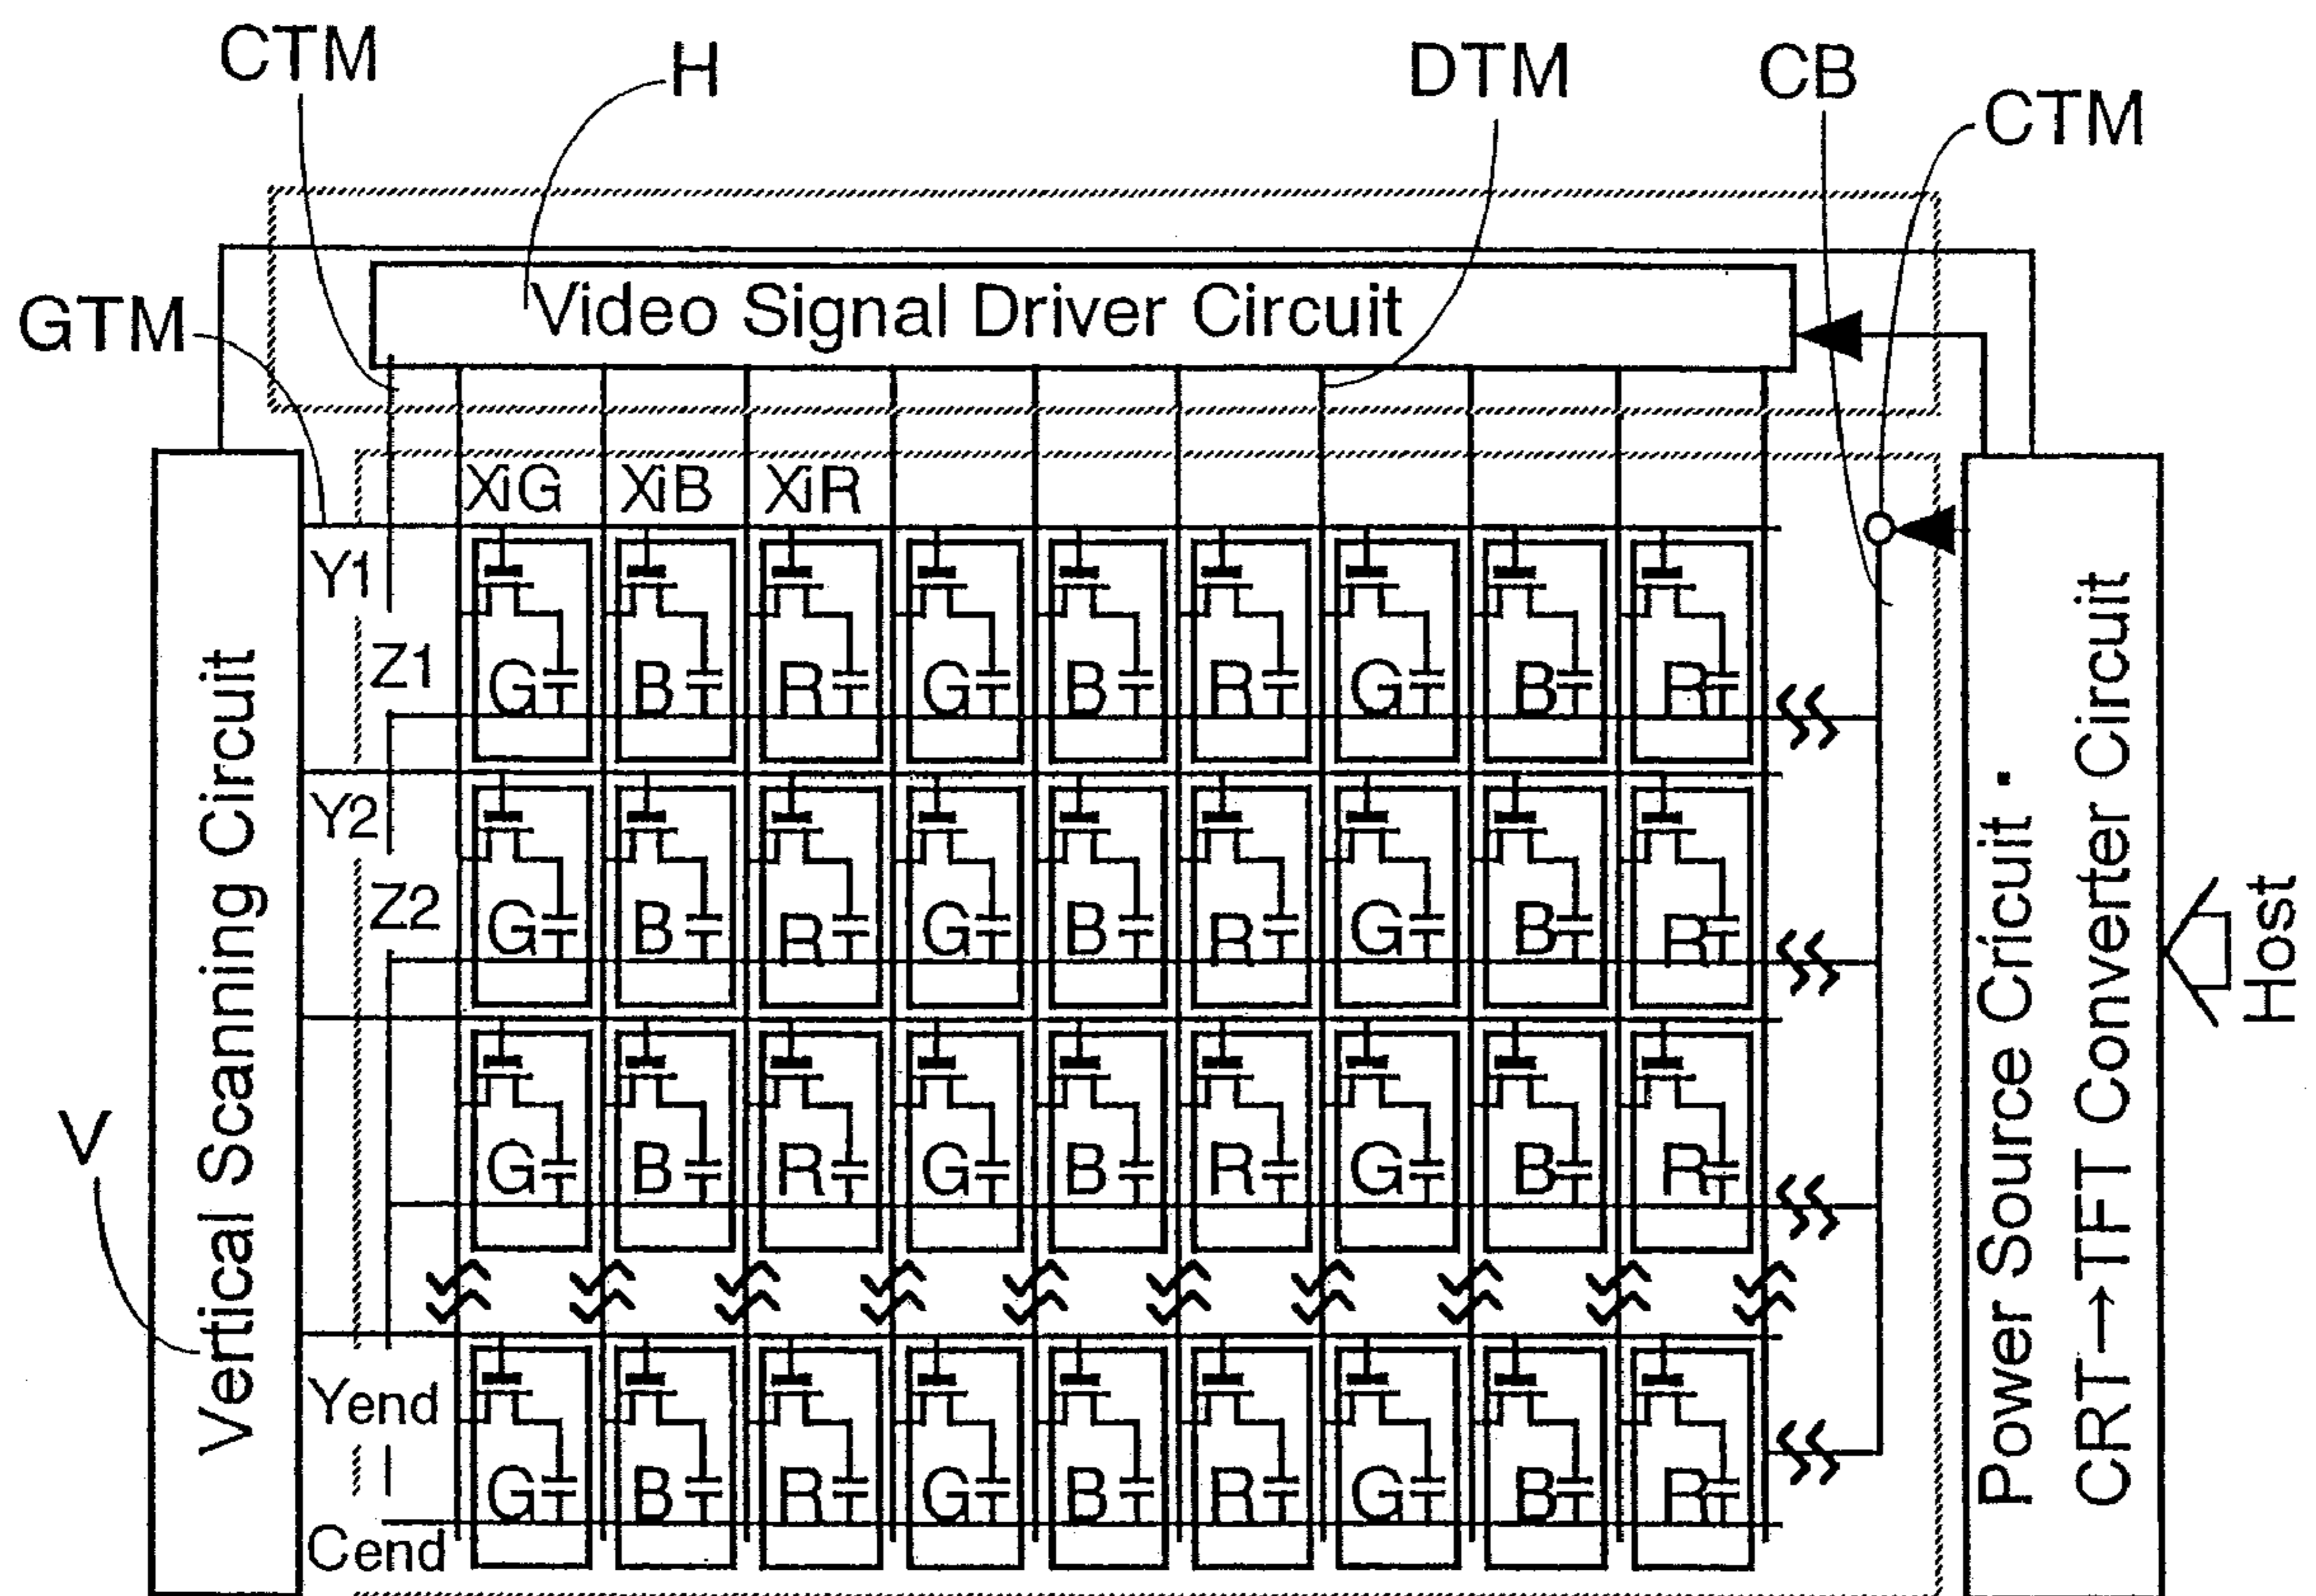 CTM
H
DTM
CB
CTM
GTM
Video Signal Driver Circuit
XiG XiB XiR
Y1
Z1
G B R G B R G B R
Y2
Z2
G B R G B R G B R
G B R G B R G B R
Yend
G B R G B R G B R
Cend
V
Vertical Scanning Circuit
Power Source Cricuit ·
CRT→TFT Converter Circuit
Host